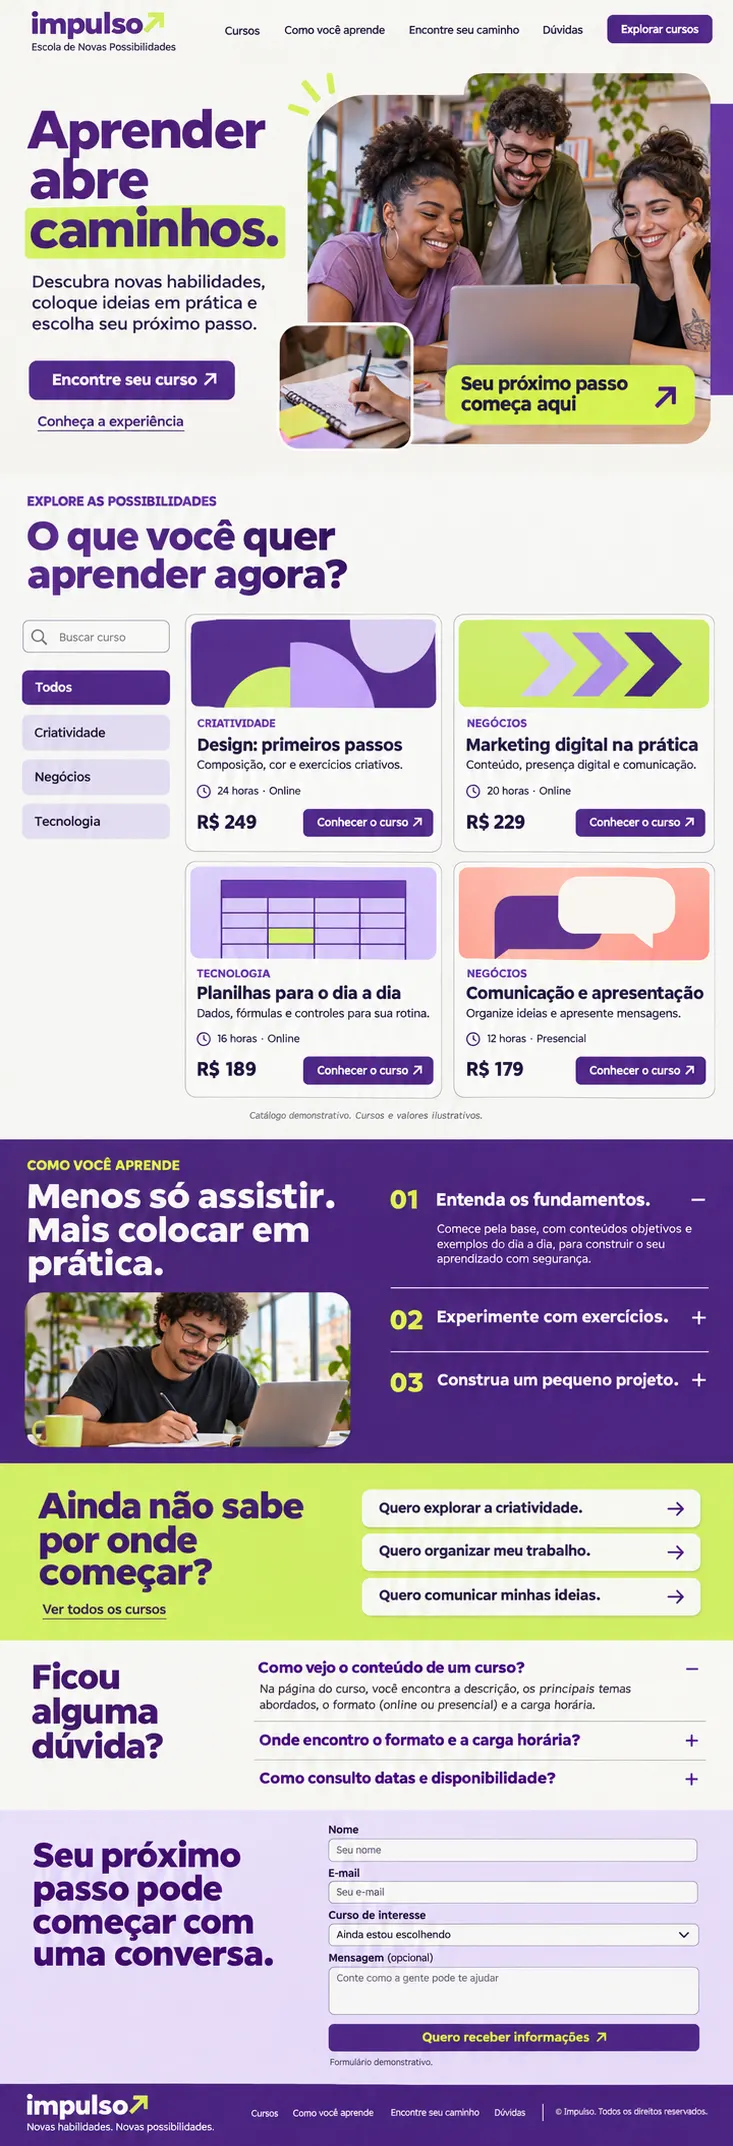 impulso
Escola de Novas Possibilidades
Cursos
Como você aprende
Encontre seu caminho
Dúvidas
Explorar cursos
Aprender
abre
caminhos.
Descubra novas habilidades,
coloque ideias em prática e
escolha seu próximo passo.
Encontre seu curso
Conheça a experiência
Seu próximo passo
começa aqui
EXPLORE AS POSSIBILIDADES
O que você quer
aprender agora?
Buscar curso
Todos
Criatividade
Negócios
Tecnologia
CRIATIVIDADE
Design: primeiros passos
Composição, cor e exercícios criativos.
24 horas · Online
R$ 249
Conhecer o curso
NEGÓCIOS
Marketing digital na prática
Conteúdo, presença digital e comunicação.
20 horas · Online
R$ 229
Conhecer o curso
TECNOLOGIA
Planilhas para o dia a dia
Dados, fórmulas e controles para sua rotina.
16 horas · Online
R$ 189
Conhecer o curso
NEGÓCIOS
Comunicação e apresentação
Organize ideias e apresente mensagens.
12 horas · Presencial
R$ 179
Conhecer o curso
Catálogo demonstrativo. Cursos e valores ilustrativos.
COMO VOCÊ APRENDE
Menos só assistir.
Mais colocar em
prática.
01 Entenda os fundamentos.
Comece pela base, com conteúdos objetivos e
exemplos do dia a dia, para construir o seu
aprendizado com segurança.
02 Experimente com exercícios.
03 Construa um pequeno projeto.
Ainda não sabe
por onde
começar?
Ver todos os cursos
Quero explorar a criatividade.
Quero organizar meu trabalho.
Quero comunicar minhas ideias.
Ficou
alguma
dúvida?
Como vejo o conteúdo de um curso?
Na página do curso, você encontra a descrição, os principais temas
abordados, o formato (online ou presencial) e a carga horária.
Onde encontro o formato e a carga horária?
Como consulto datas e disponibilidade?
Seu próximo
passo pode
começar com
uma conversa.
Nome
Seu nome
E-mail
Seu e-mail
Curso de interesse
Ainda estou escolhendo
Mensagem (opcional)
Conte como a gente pode te ajudar
Quero receber informações
Formulário demonstrativo.
impulso
Novas habilidades. Novas possibilidades.
Cursos
Como você aprende
Encontre seu caminho
Dúvidas
© Impulso. Todos os direitos reservados.